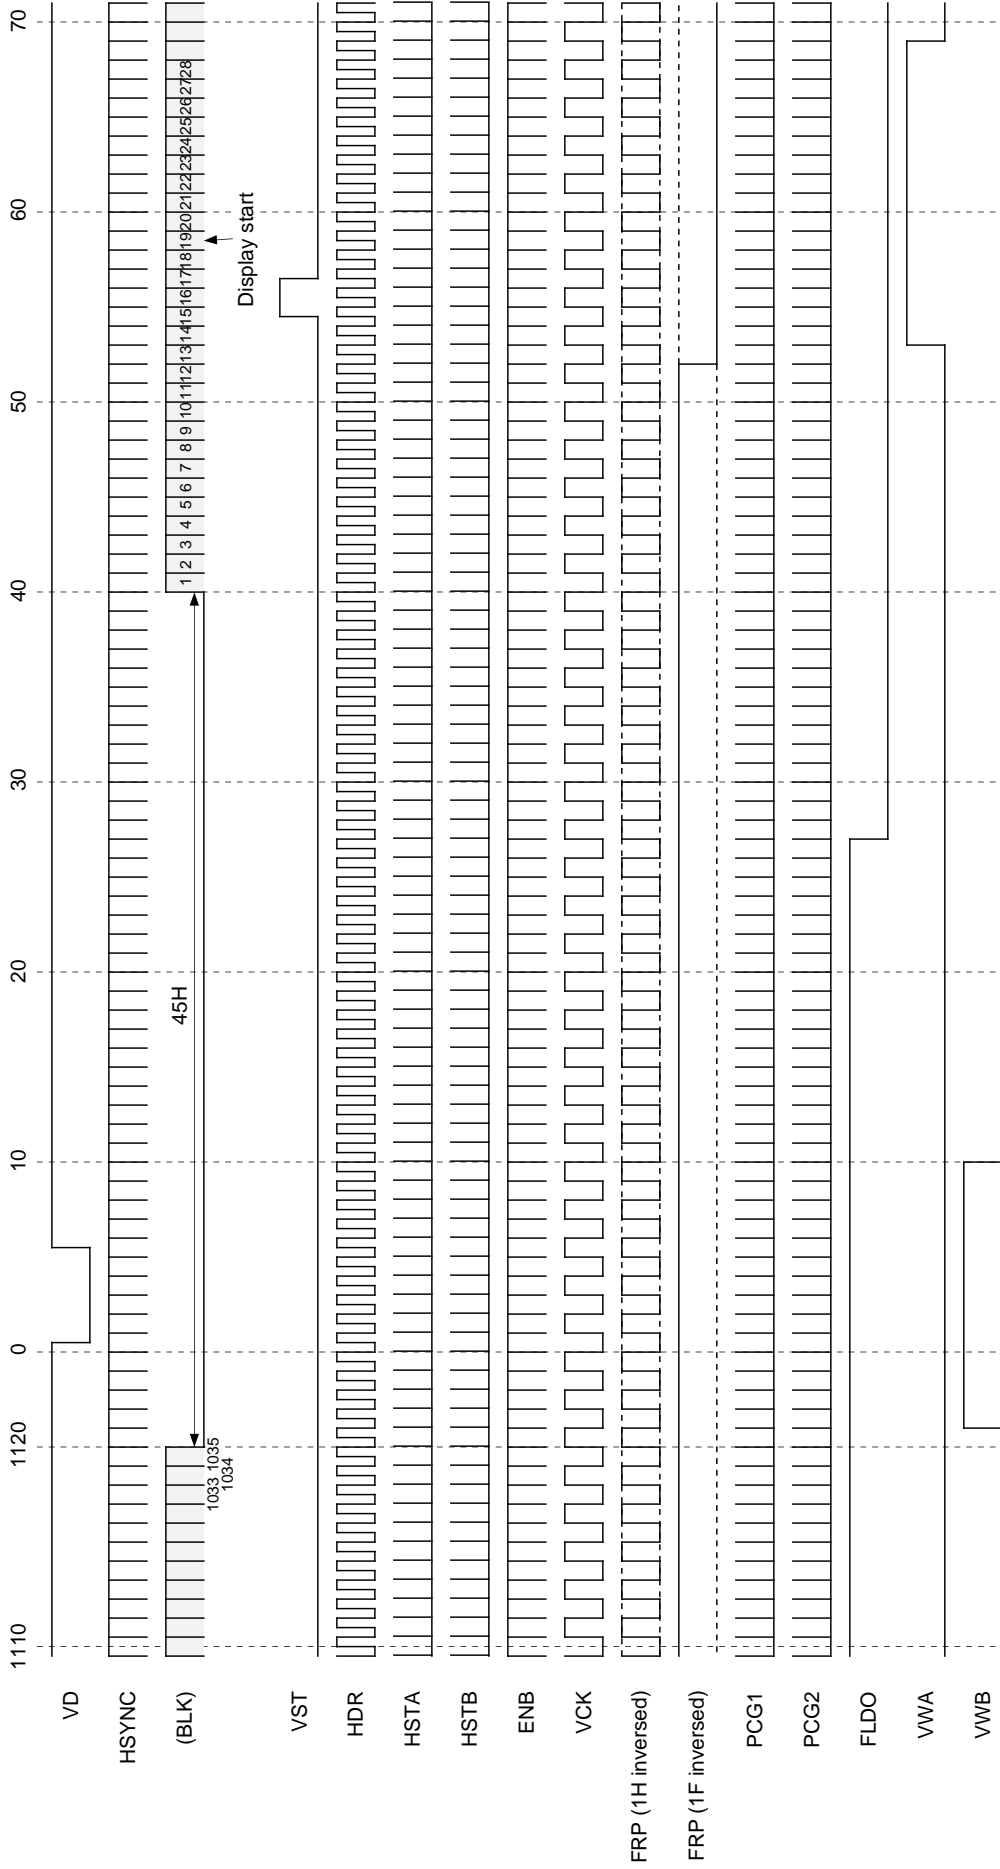 1110 1120 0 10 20 30 40 50 60 70
VD
HSYNC
(BLK)
45H
1 2 3 4 5 6 7 8 9 10 11 12 13 14 15 16 17 18 19 20 21 22 23 24 25 26 27 28
1033 1035
1034
Display start
VST
HDR
HSTA
HSTB
ENB
VCK
FRP (1H inversed)
FRP (1F inversed)
PCG1
PCG2
FLDO
VWA
VWB